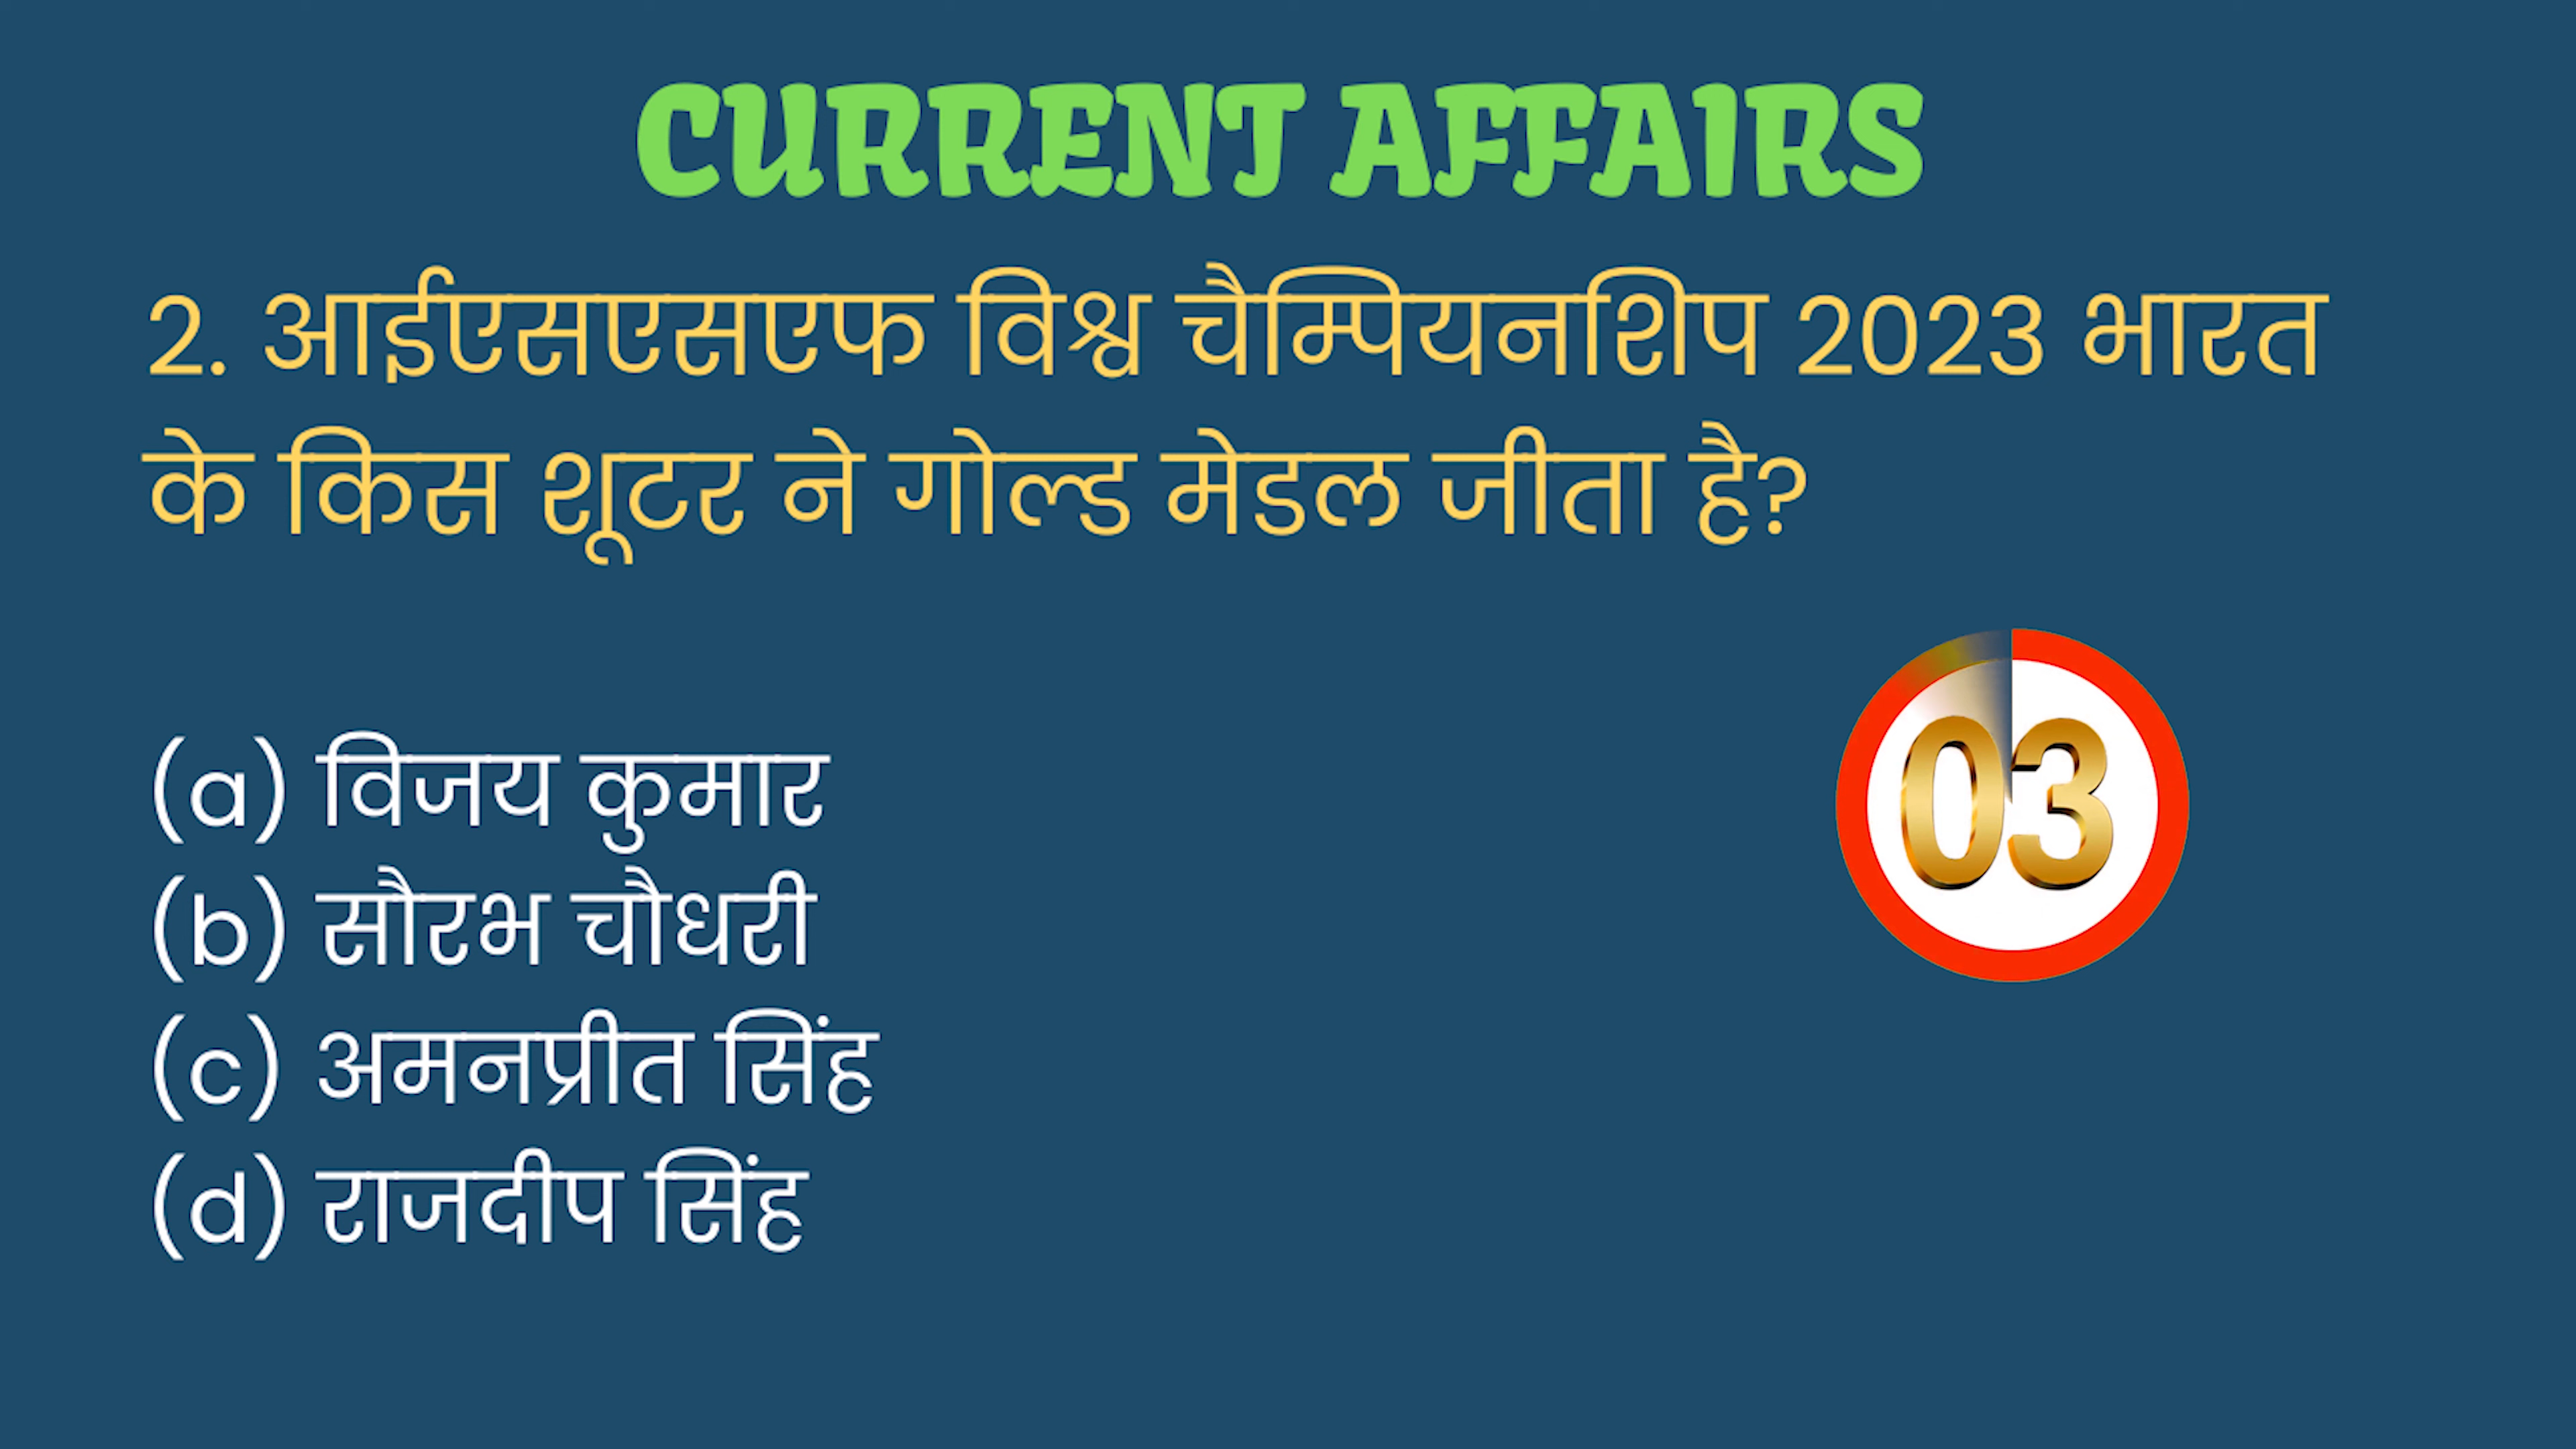 CURRENT AFFAIRS
2. आईएसएसएफ विश्व चैम्पियनशिप 2023 भारत
के किस शूटर ने गोल्ड मेडल जीता है?
03
(a) विजय कुमार
(b) सौरभ चौधरी
(c) अमनप्रीत सिंह
(d) राजदीप सिंह